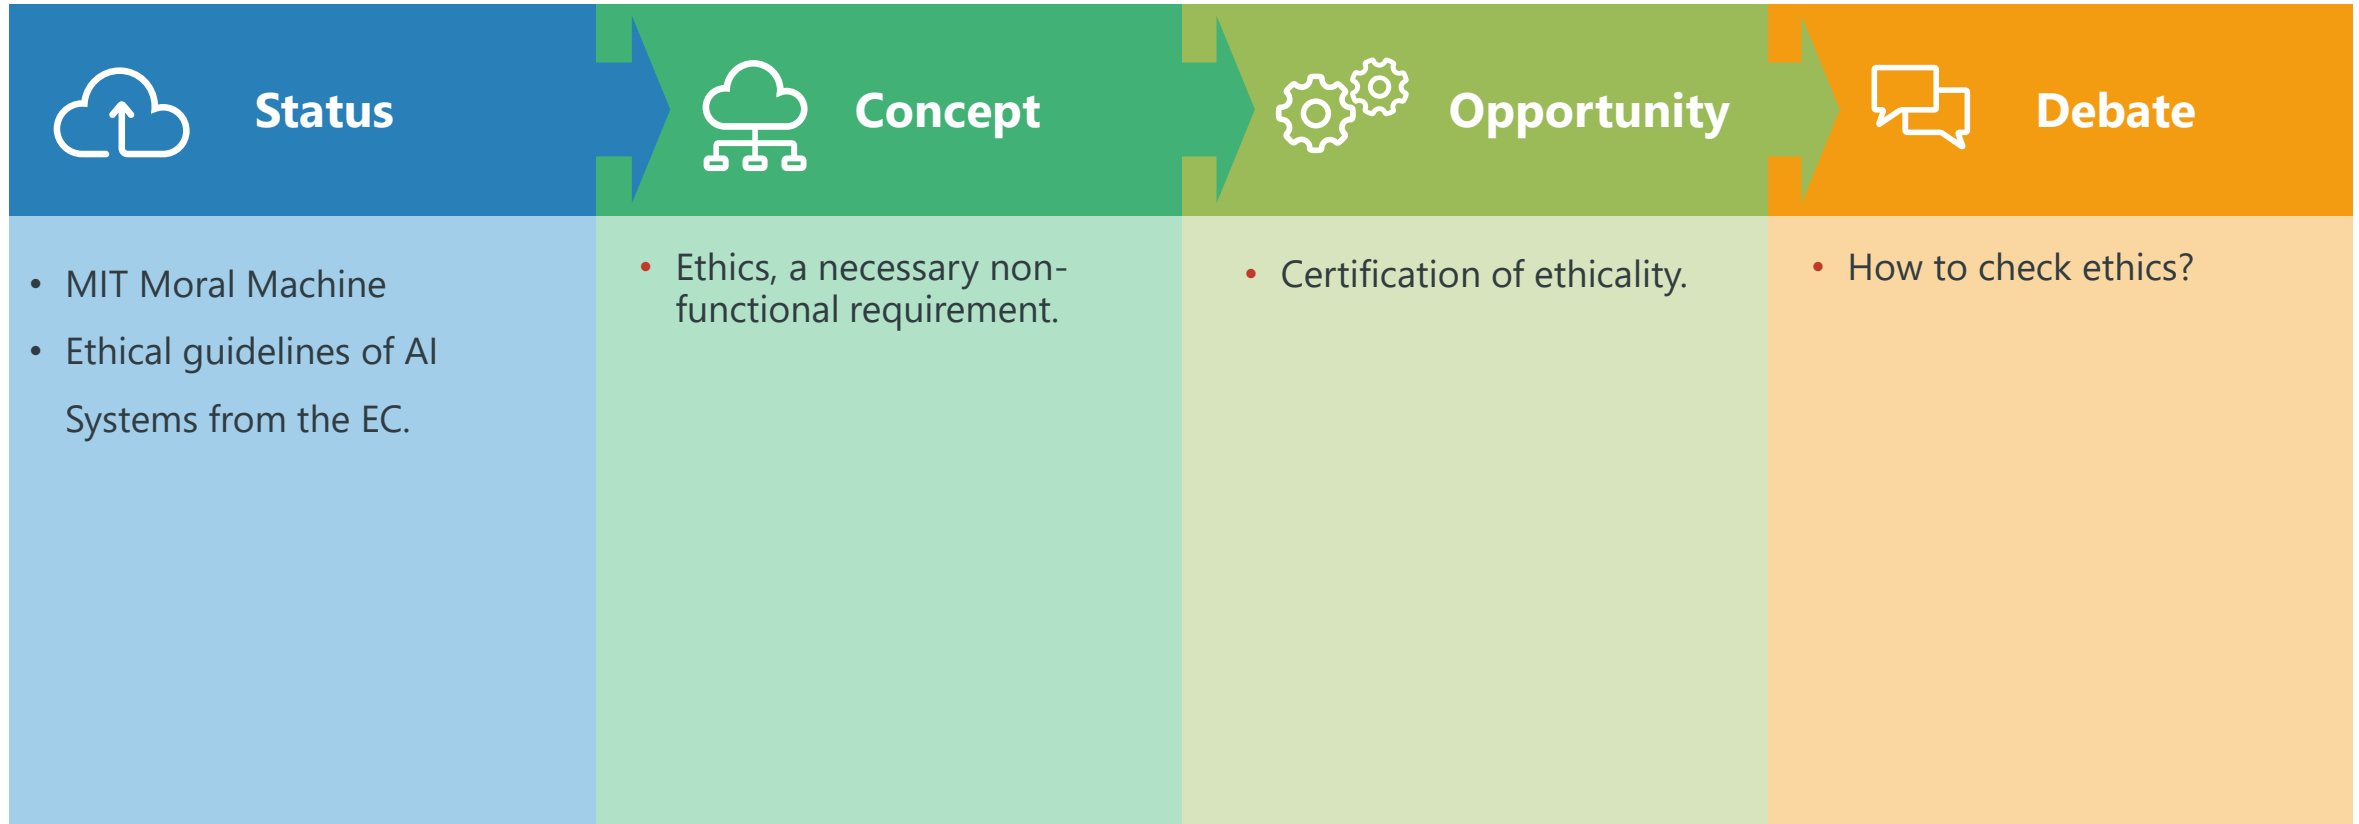 Status
Concept
Opportunity
Debate
• MIT Moral Machine
• Ethical guidelines of AI
Systems from the EC.
• Ethics, a necessary non-
functional requirement.
• Certification of ethicality.
• How to check ethics?